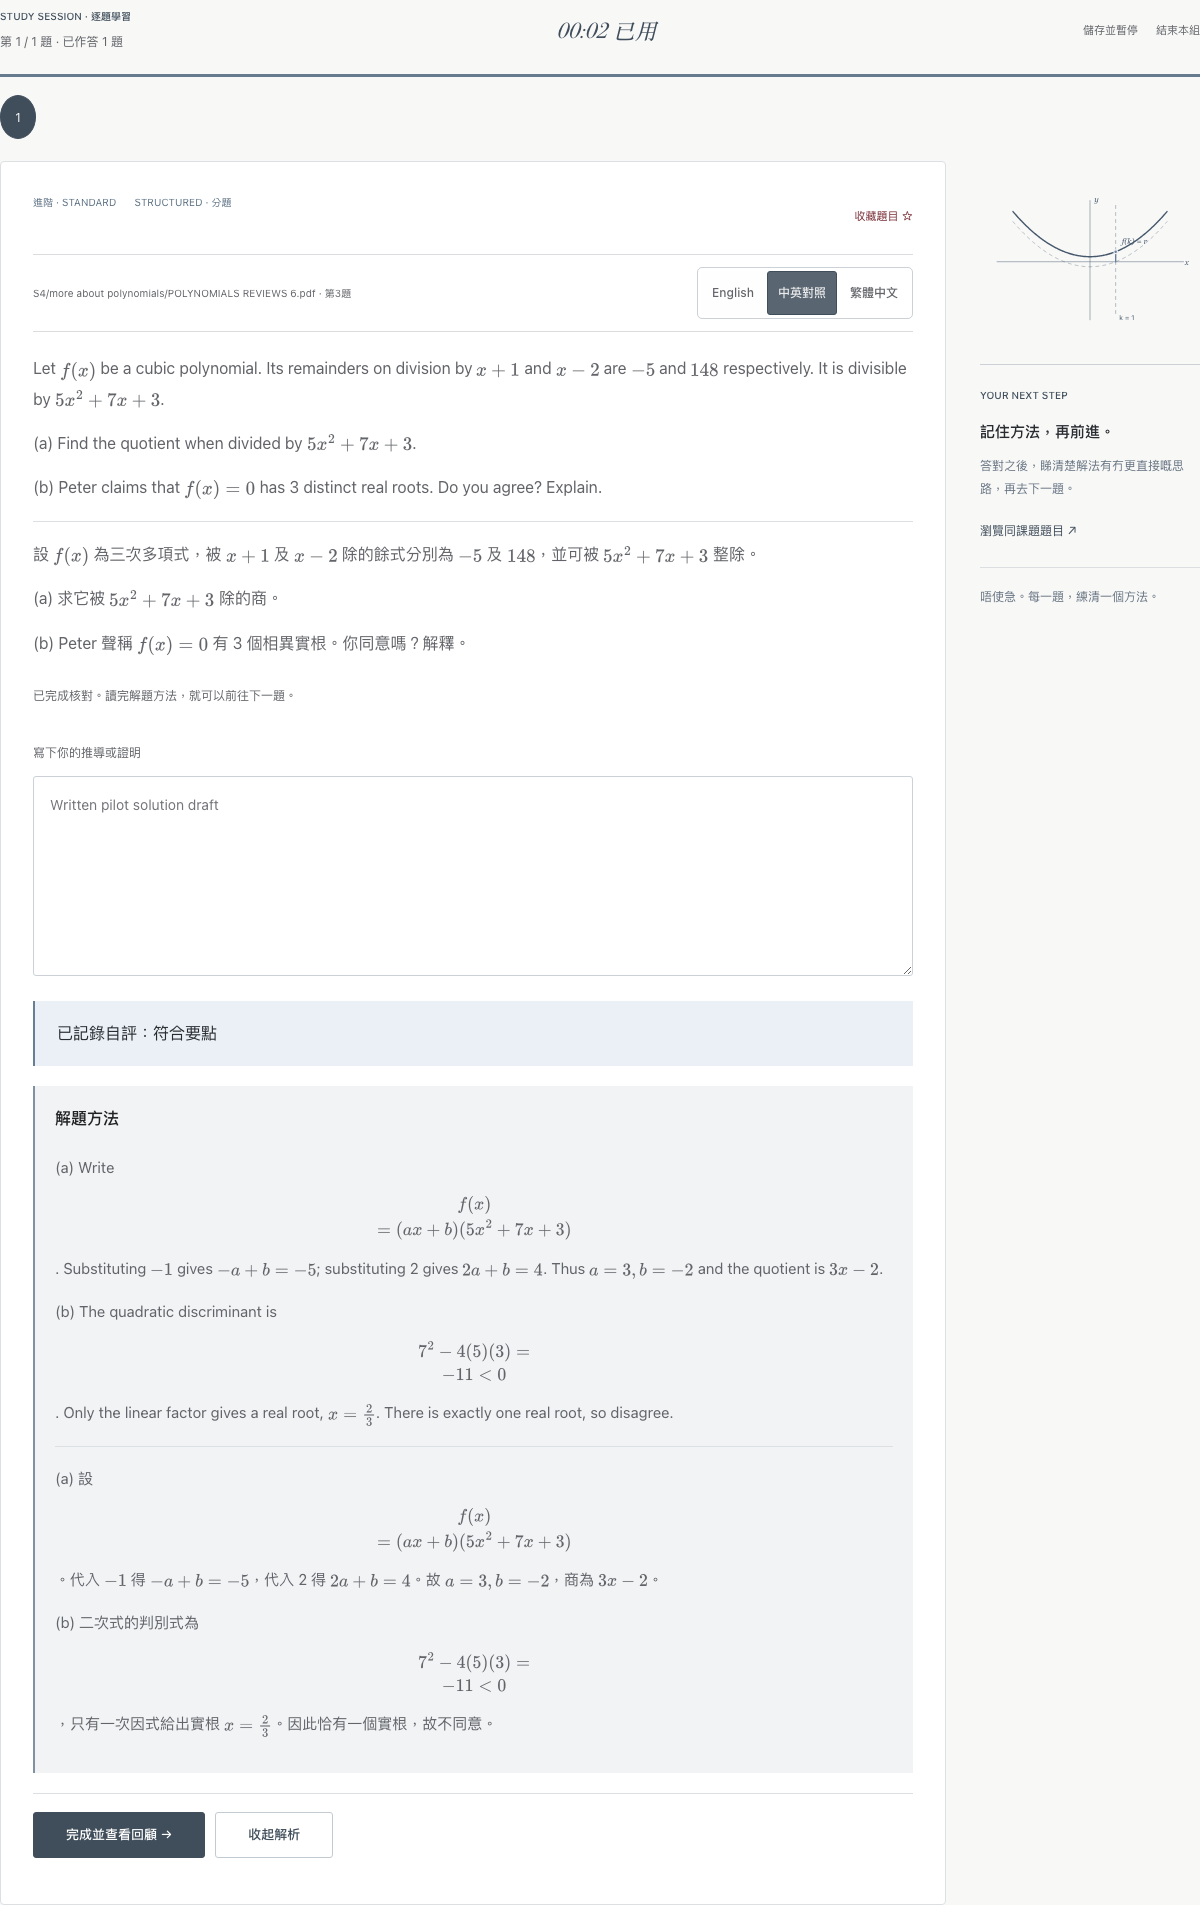 STUDY SESSION · 逐題學習
第 1 / 1 題 · 已作答 1 題
00:02 已用
儲存並暫停
結束本組
1
進階 · STANDARD
STRUCTURED · 分題
收藏題目 ☆
S4/more about polynomials/POLYNOMIALS REVIEWS 6.pdf · 第3題
English
中英對照
繁體中文
Let f(x) be a cubic polynomial. Its remainders on division by x + 1 and x − 2 are −5 and 148 respectively. It is divisible
by 5x² + 7x + 3.
(a) Find the quotient when divided by 5x² + 7x + 3.
(b) Peter claims that f(x) = 0 has 3 distinct real roots. Do you agree? Explain.
設 f(x) 為三次多項式，被 x + 1 及 x − 2 除的餘式分別為 −5 及 148，並可被 5x² + 7x + 3 整除。
(a) 求它被 5x² + 7x + 3 除的商。
(b) Peter 聲稱 f(x) = 0 有 3 個相異實根。你同意嗎？解釋。
已完成核對。讀完解題方法，就可以前往下一題。
寫下你的推導或證明
Written pilot solution draft
已記錄自評：符合要點
解題方法
(a) Write
f(x)
= (ax + b)(5x² + 7x + 3)
. Substituting −1 gives −a + b = −5; substituting 2 gives 2a + b = 4. Thus a = 3, b = −2 and the quotient is 3x − 2.
(b) The quadratic discriminant is
7² − 4(5)(3) =
−11 < 0
. Only the linear factor gives a real root, x = 2/3. There is exactly one real root, so disagree.
(a) 設
f(x)
= (ax + b)(5x² + 7x + 3)
。代入 −1 得 −a + b = −5，代入 2 得 2a + b = 4。故 a = 3, b = −2，商為 3x − 2。
(b) 二次式的判別式為
7² − 4(5)(3) =
−11 < 0
，只有一次因式給出實根 x = 2/3。因此恰有一個實根，故不同意。
完成並查看回顧 →
收起解析
y
f(k) = r
x
k = 1
YOUR NEXT STEP
記住方法，再前進。
答對之後，睇清楚解法有冇更直接嘅思
路，再去下一題。
瀏覽同課題題目 ↗
唔使急。每一題，練清一個方法。